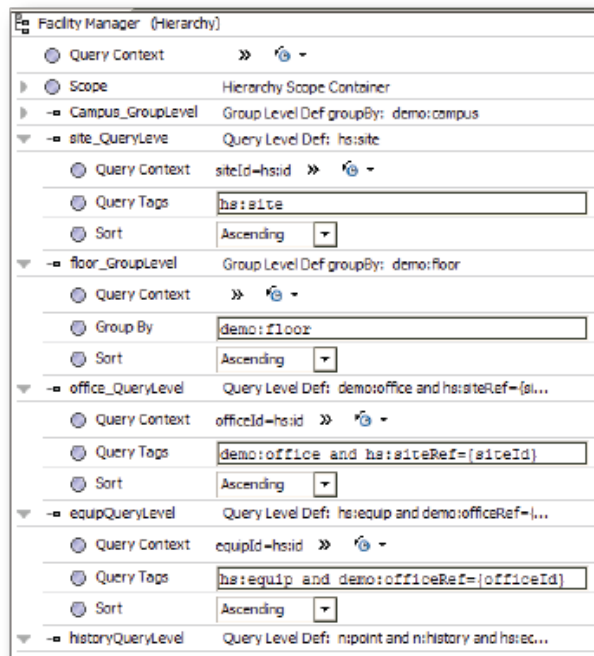 Facility Manager (Hierarchy)
Query Context »
Scope Hierarchy Scope Container
Campus_GroupLevel Group Level Def groupBy: demo:campus
site_QueryLeve Query Level Def: hs:site
Query Context siteId=hs:id »
Query Tags hs:site
Sort Ascending
floor_GroupLevel Group Level Def groupBy: demo:floor
Query Context »
Group By demo:floor
Sort Ascending
office_QueryLevel Query Level Def: demo:office and hs:siteRef={si...
Query Context officeId=hs:id »
Query Tags demo:office and hs:siteRef={siteId}
Sort Ascending
equipQueryLevel Query Level Def: hs:equip and demo:officeRef={...
Query Context equipId=hs:id »
Query Tags hs:equip and demo:officeRef={officeId}
Sort Ascending
historyQueryLevel Query Level Def: n:point and n:history and hs:ec...